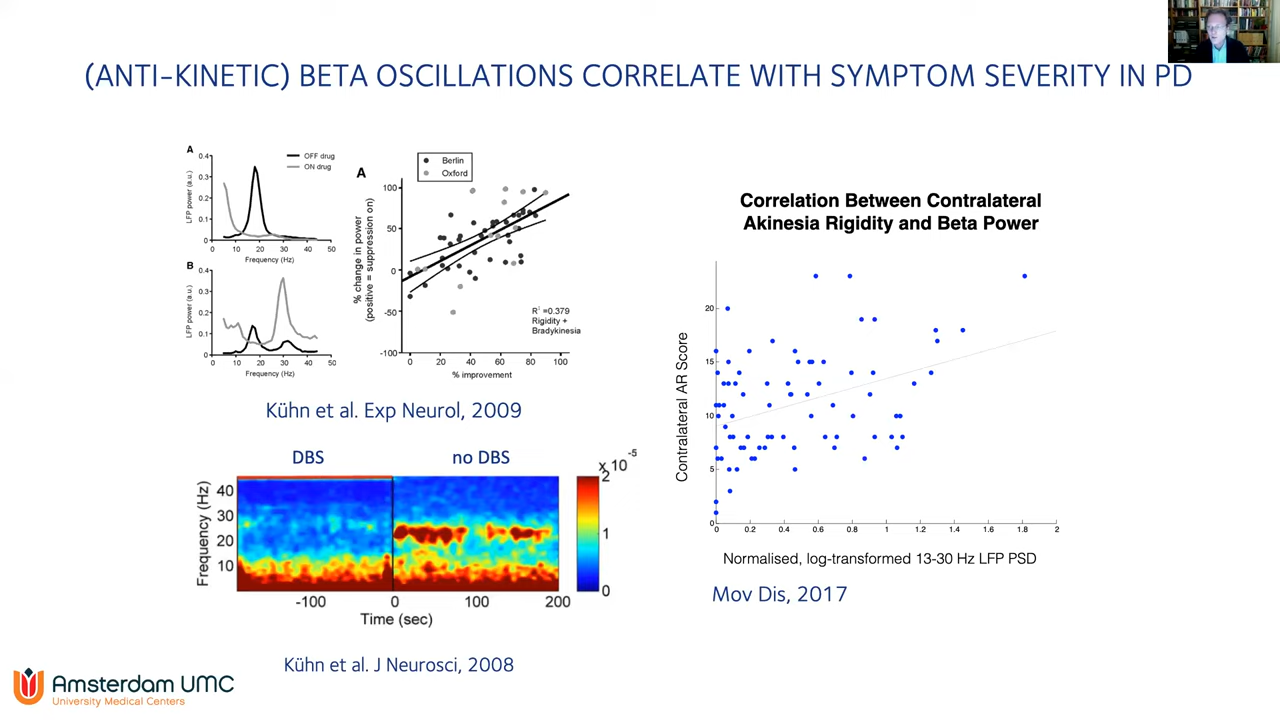 (ANTI-KINETIC) BETA OSCILLATIONS CORRELATE WITH SYMPTOM SEVERITY IN PD
A
LFP power (a.u.)
0.4
0.3
0.2
0.1
0
OFF drug
ON drug
0 10 20 30 40 50
Frequency (Hz)
B
LFP power (a.u.)
0.4
0.3
0.2
0.1
0
0 10 20 30 40 50
Frequency (Hz)
A
Berlin
Oxford
% change in power
(positive = suppression on)
100
50
0
-50
-100
R² =0.379
Rigidity +
Bradykinesia
0 20 40 60 80 100
% improvement
Kühn et al. Exp Neurol, 2009
DBS no DBS
x 10⁻⁵
Frequency (Hz)
40
30
20
10
2
1
0
-100 0 100 200
Time (sec)
Kühn et al. J Neurosci, 2008
Correlation Between Contralateral
Akinesia Rigidity and Beta Power
Contralateral AR Score
20
15
10
5
0
0 0.2 0.4 0.6 0.8 1 1.2 1.4 1.6 1.8 2
Normalised, log-transformed 13-30 Hz LFP PSD
Mov Dis, 2017
Amsterdam UMC
University Medical Centers